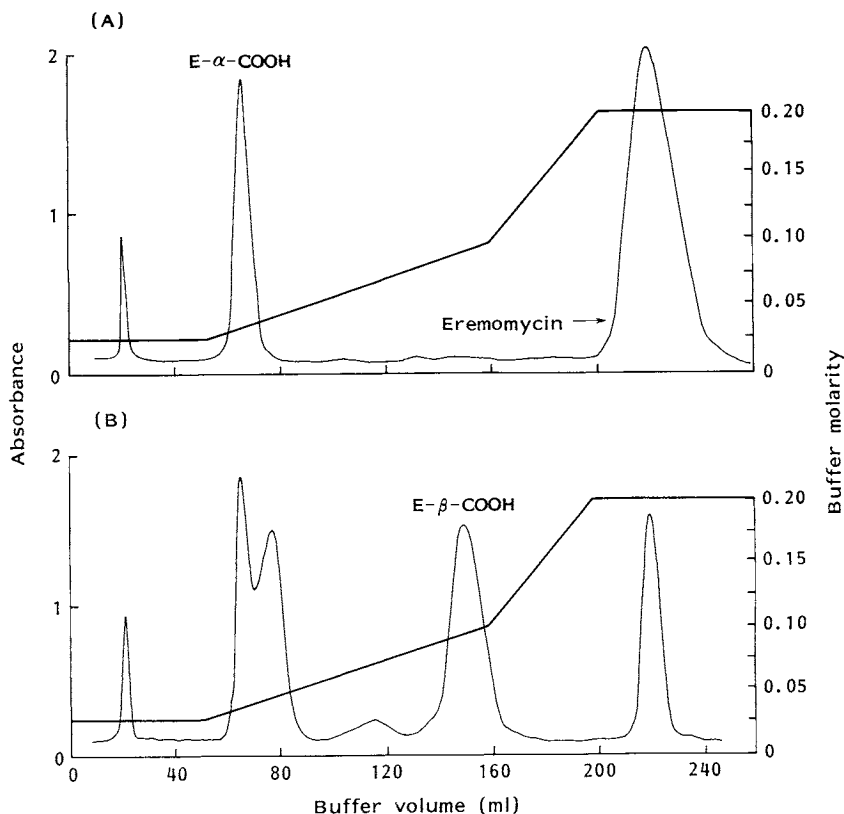 (A)
E-α-COOH
2
1
0
0.20
0.15
0.10
0.05
0
Eremomycin
Absorbance
Buffer molarity
(B)
E-β-COOH
2
1
0
0.20
0.15
0.10
0.05
0
0 40 80 120 160 200 240
Buffer volume (ml)